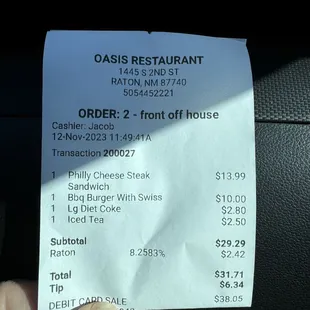 OASIS RESTAURANT
1445 S 2ND ST
RATON, NM 87740
5054452221
ORDER: 2 - front off house
Cashier: Jacob
12-Nov-2023 11:49:41A
Transaction 200027
1 Philly Cheese Steak $13.99
Sandwich
1 Bbq Burger With Swiss $10.00
1 Lg Diet Coke $2.80
1 Iced Tea $2.50
Subtotal $29.29
Raton 8.2583% $2.42
Total $31.71
Tip $6.34
DEBIT CARD SALE $38.05